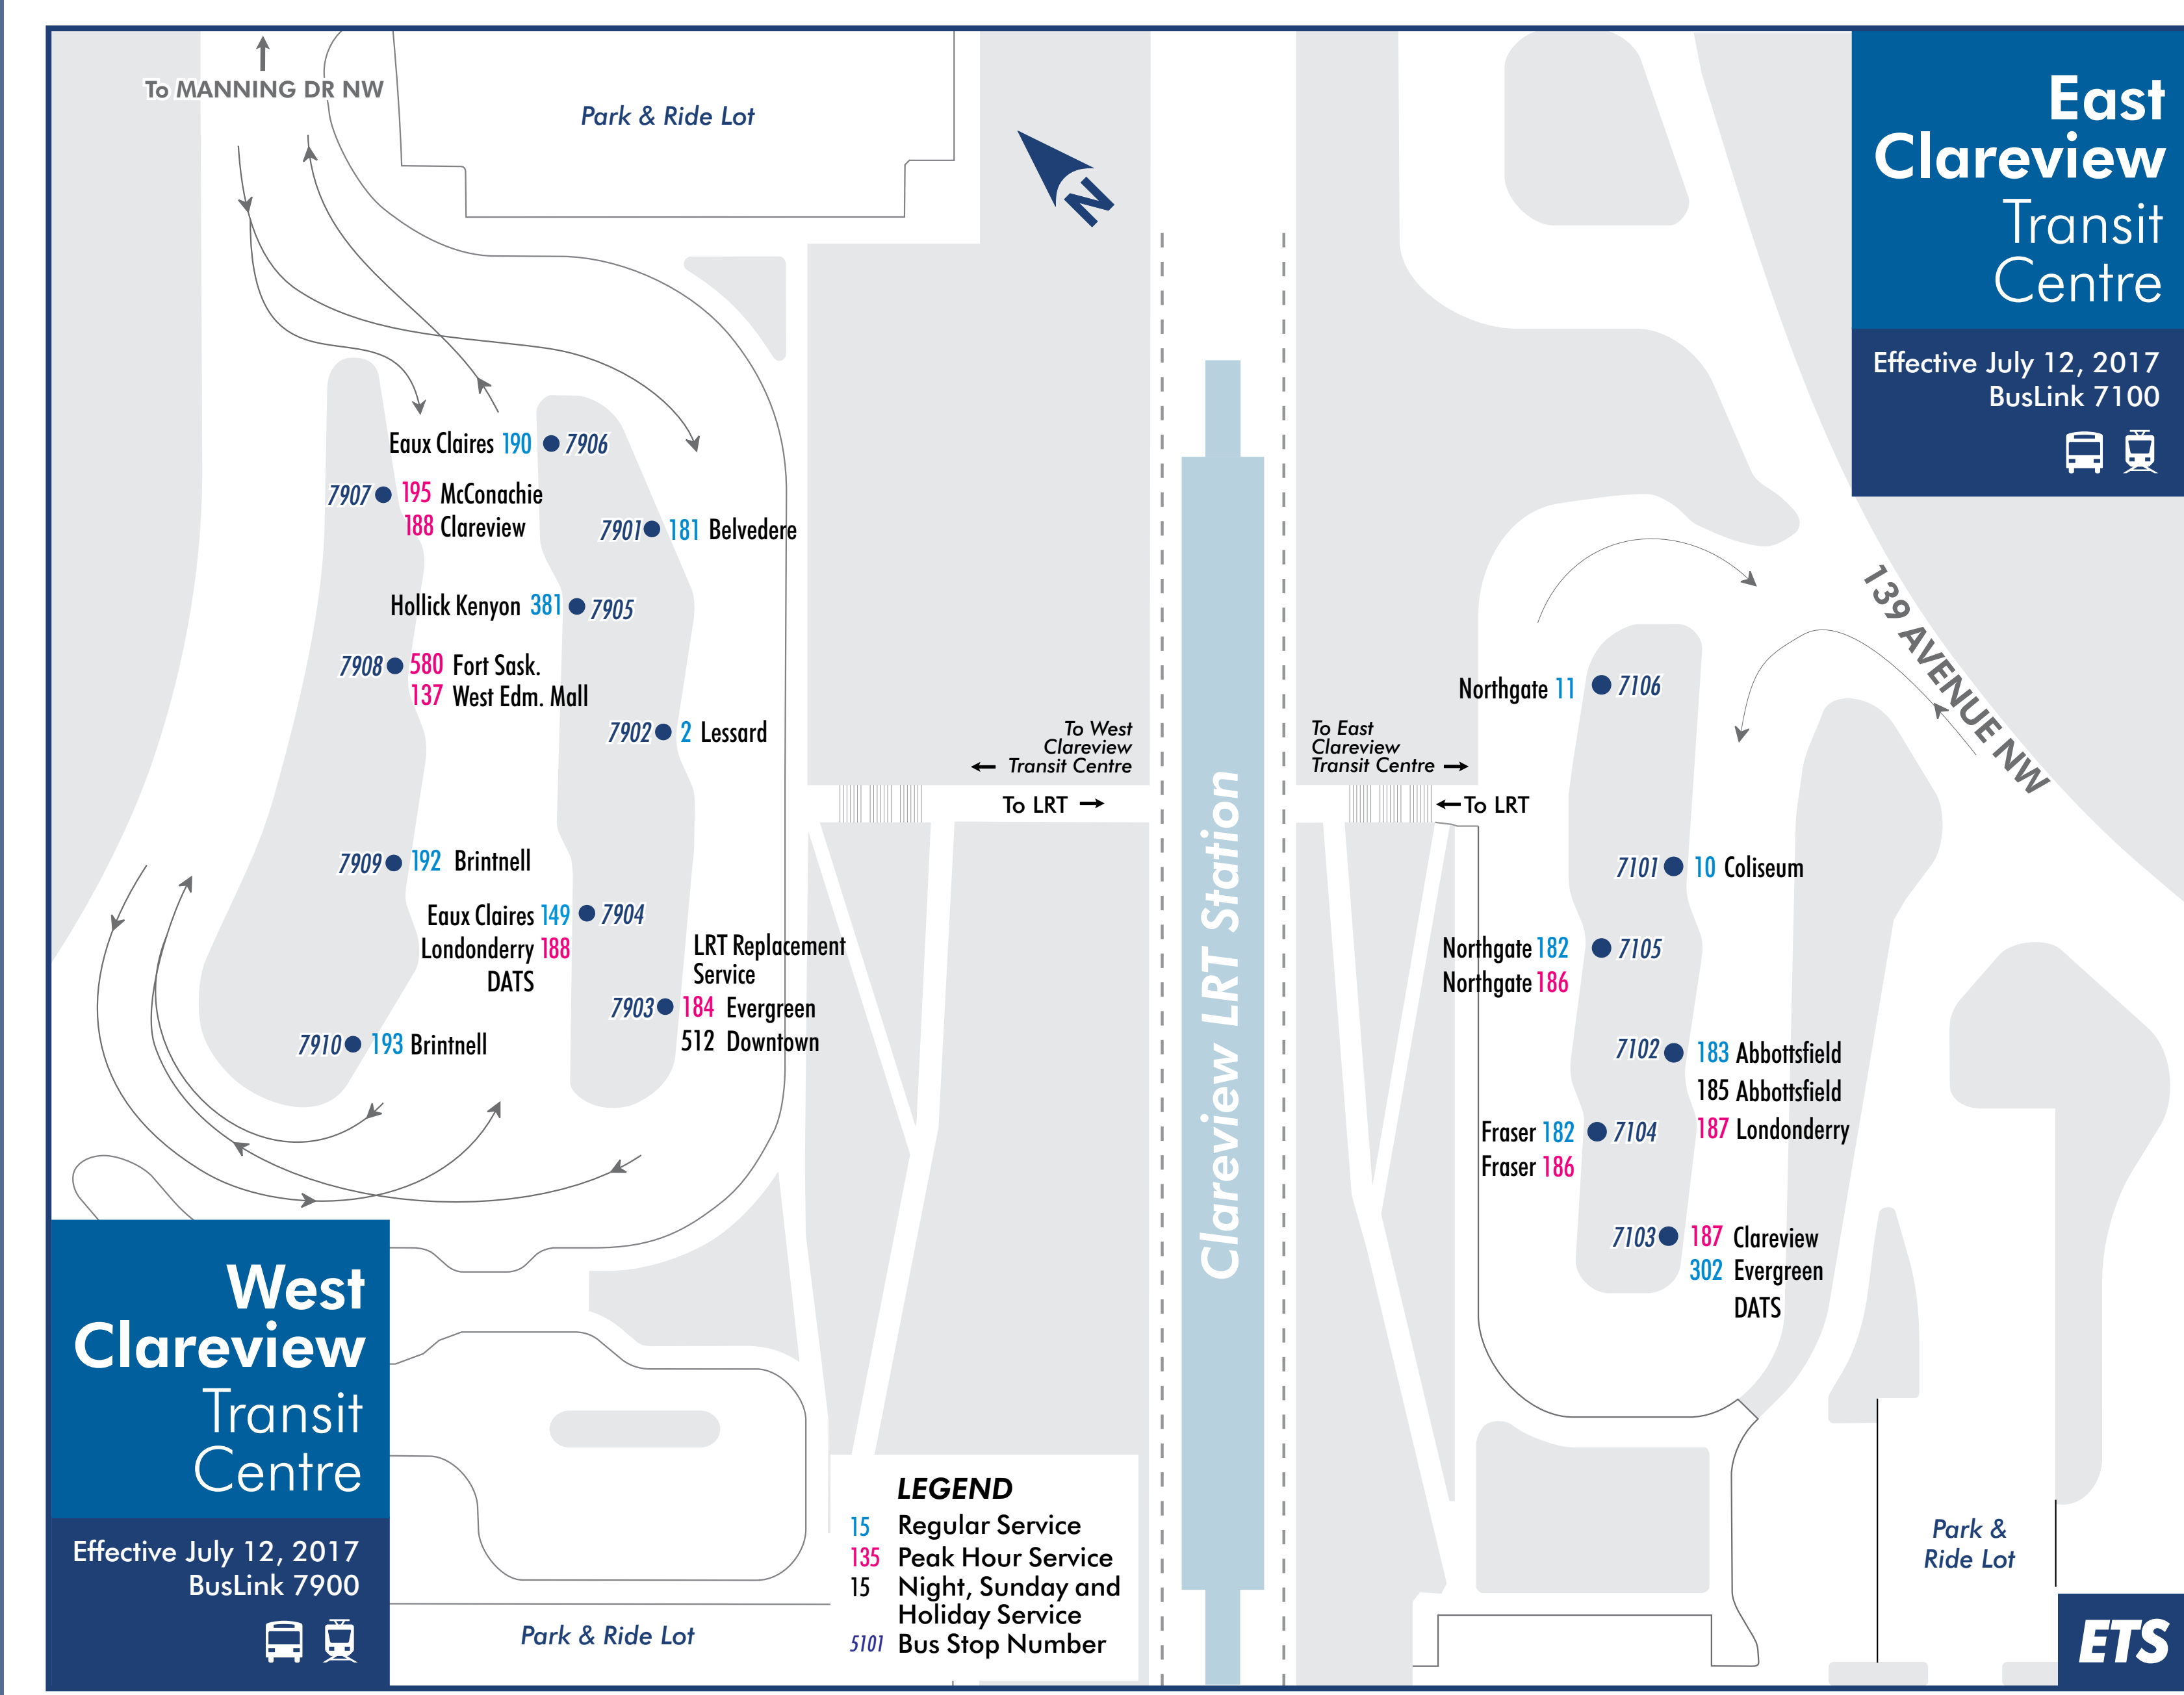 To MANNING DR NW
Park & Ride Lot
N
East
Clareview
Transit
Centre
Effective July 12, 2017
BusLink 7100
Eaux Claires 190 7906
7907 195 McConachie
188 Clareview
7901 181 Belvedere
Hollick Kenyon 381 7905
7908 580 Fort Sask.
137 West Edm. Mall
7902 2 Lessard
7909 192 Brintnell
Eaux Claires 149 7904
Londonderry 188
DATS
LRT Replacement
Service
7903 184 Evergreen
512 Downtown
7910 193 Brintnell
To West
Clareview
Transit Centre
To LRT
To East
Clareview
Transit Centre
To LRT
Clareview LRT Station
139 AVENUE NW
Northgate 11 7106
7101 10 Coliseum
Northgate 182 7105
Northgate 186
7102 183 Abbottsfield
185 Abbottsfield
187 Londonderry
Fraser 182 7104
Fraser 186
7103 187 Clareview
302 Evergreen
DATS
West
Clareview
Transit
Centre
Effective July 12, 2017
BusLink 7900
Park & Ride Lot
LEGEND
15 Regular Service
135 Peak Hour Service
15 Night, Sunday and
Holiday Service
5101 Bus Stop Number
Park &
Ride Lot
ETS